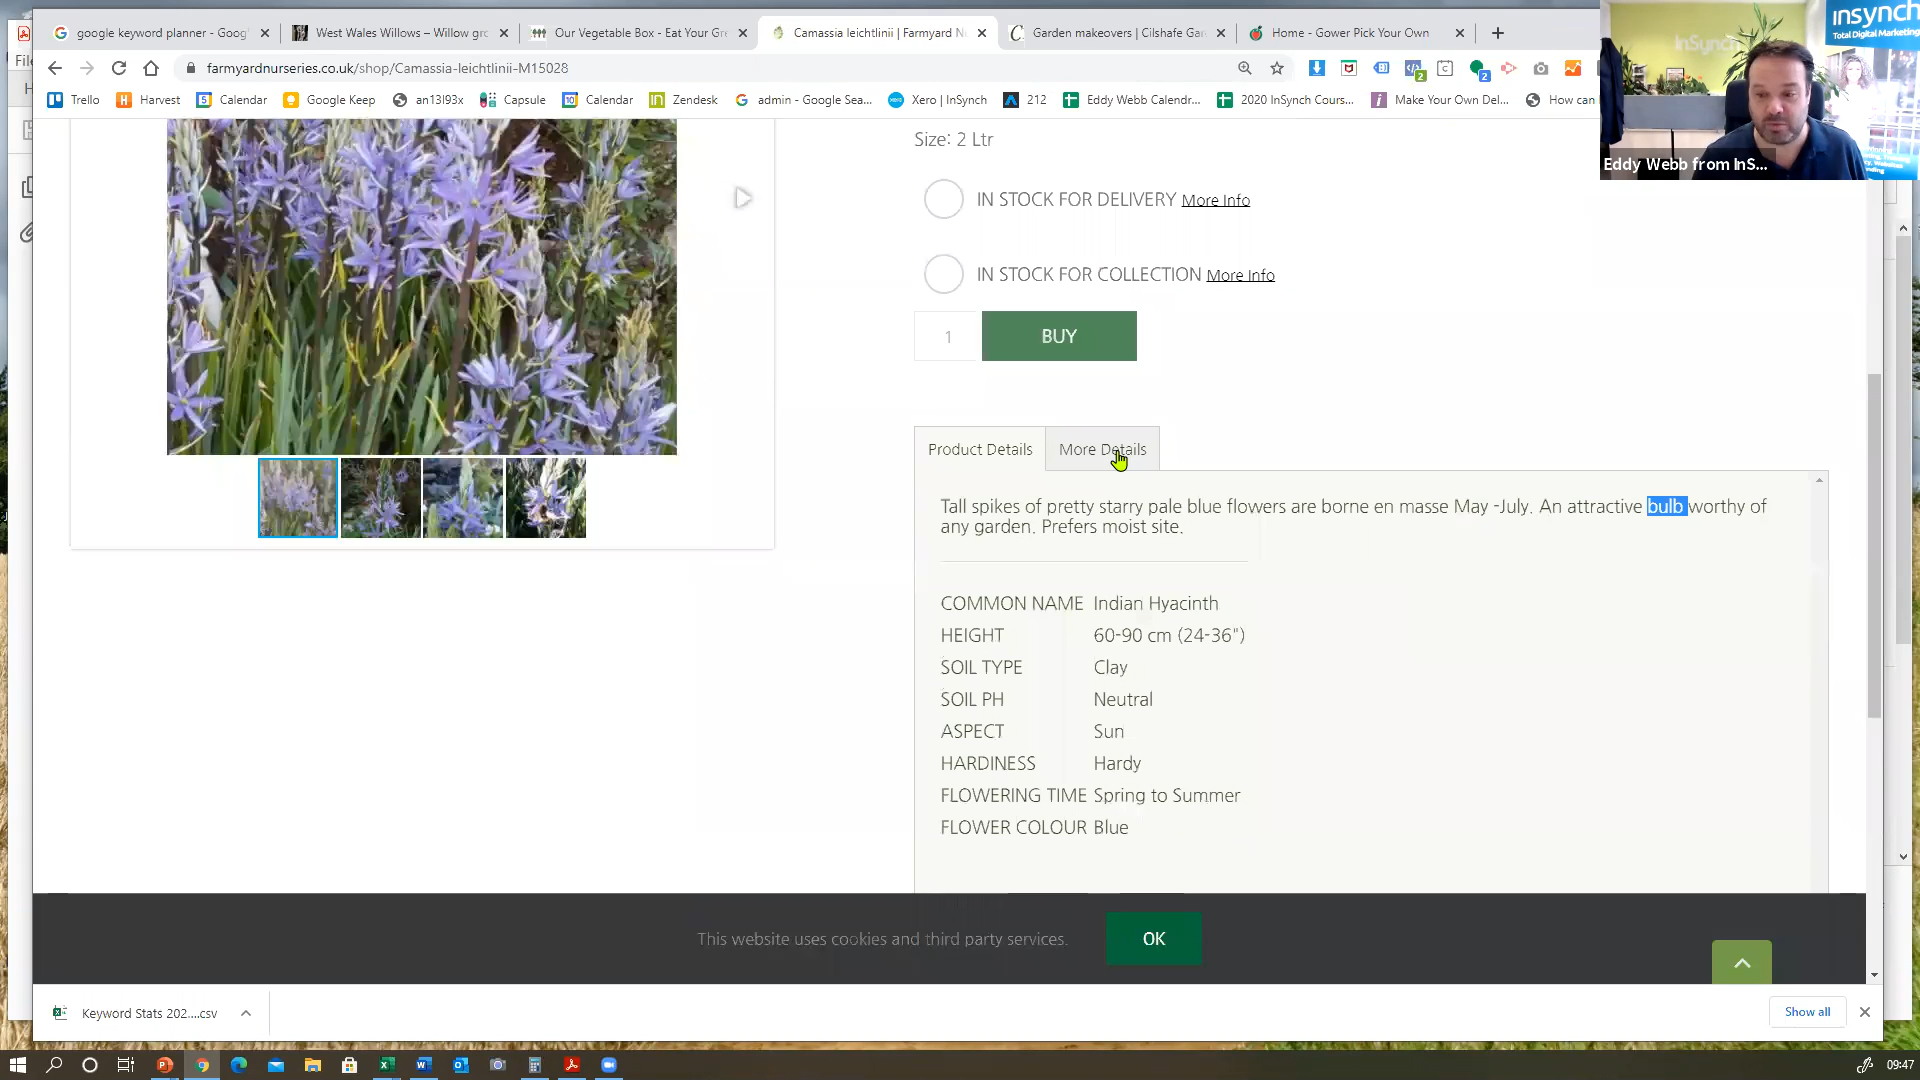 google keyword planner - Goog
West Wales Willows – Willow gro
Our Vegetable Box - Eat Your Gre
Camassia leichtlinii | Farmyard N
Garden makeovers | Cilshafe Gar
Home - Gower Pick Your Own
farmyardnurseries.co.uk/shop/Camassia-leichtlinii-M15028
Trello
Harvest
Calendar
Google Keep
an13l93x
Capsule
Calendar
Zendesk
admin - Google Sea...
Xero | InSynch
212
Eddy Webb Calendr...
2020 InSynch Cours...
Make Your Own Del...
How can
insynch
Total Digital Marketing
InSynch
Eddy Webb from InS...
File
Size: 2 Ltr
IN STOCK FOR DELIVERY More Info
IN STOCK FOR COLLECTION More Info
1
BUY
Product Details
More Details
Tall spikes of pretty starry pale blue flowers are borne en masse May -July. An attractive bulb worthy of
any garden. Prefers moist site.
COMMON NAME Indian Hyacinth
HEIGHT 60-90 cm (24-36")
SOIL TYPE Clay
SOIL PH Neutral
ASPECT Sun
HARDINESS Hardy
FLOWERING TIME Spring to Summer
FLOWER COLOUR Blue
This website uses cookies and third party services.
OK
Keyword Stats 202....csv
Show all
09:47